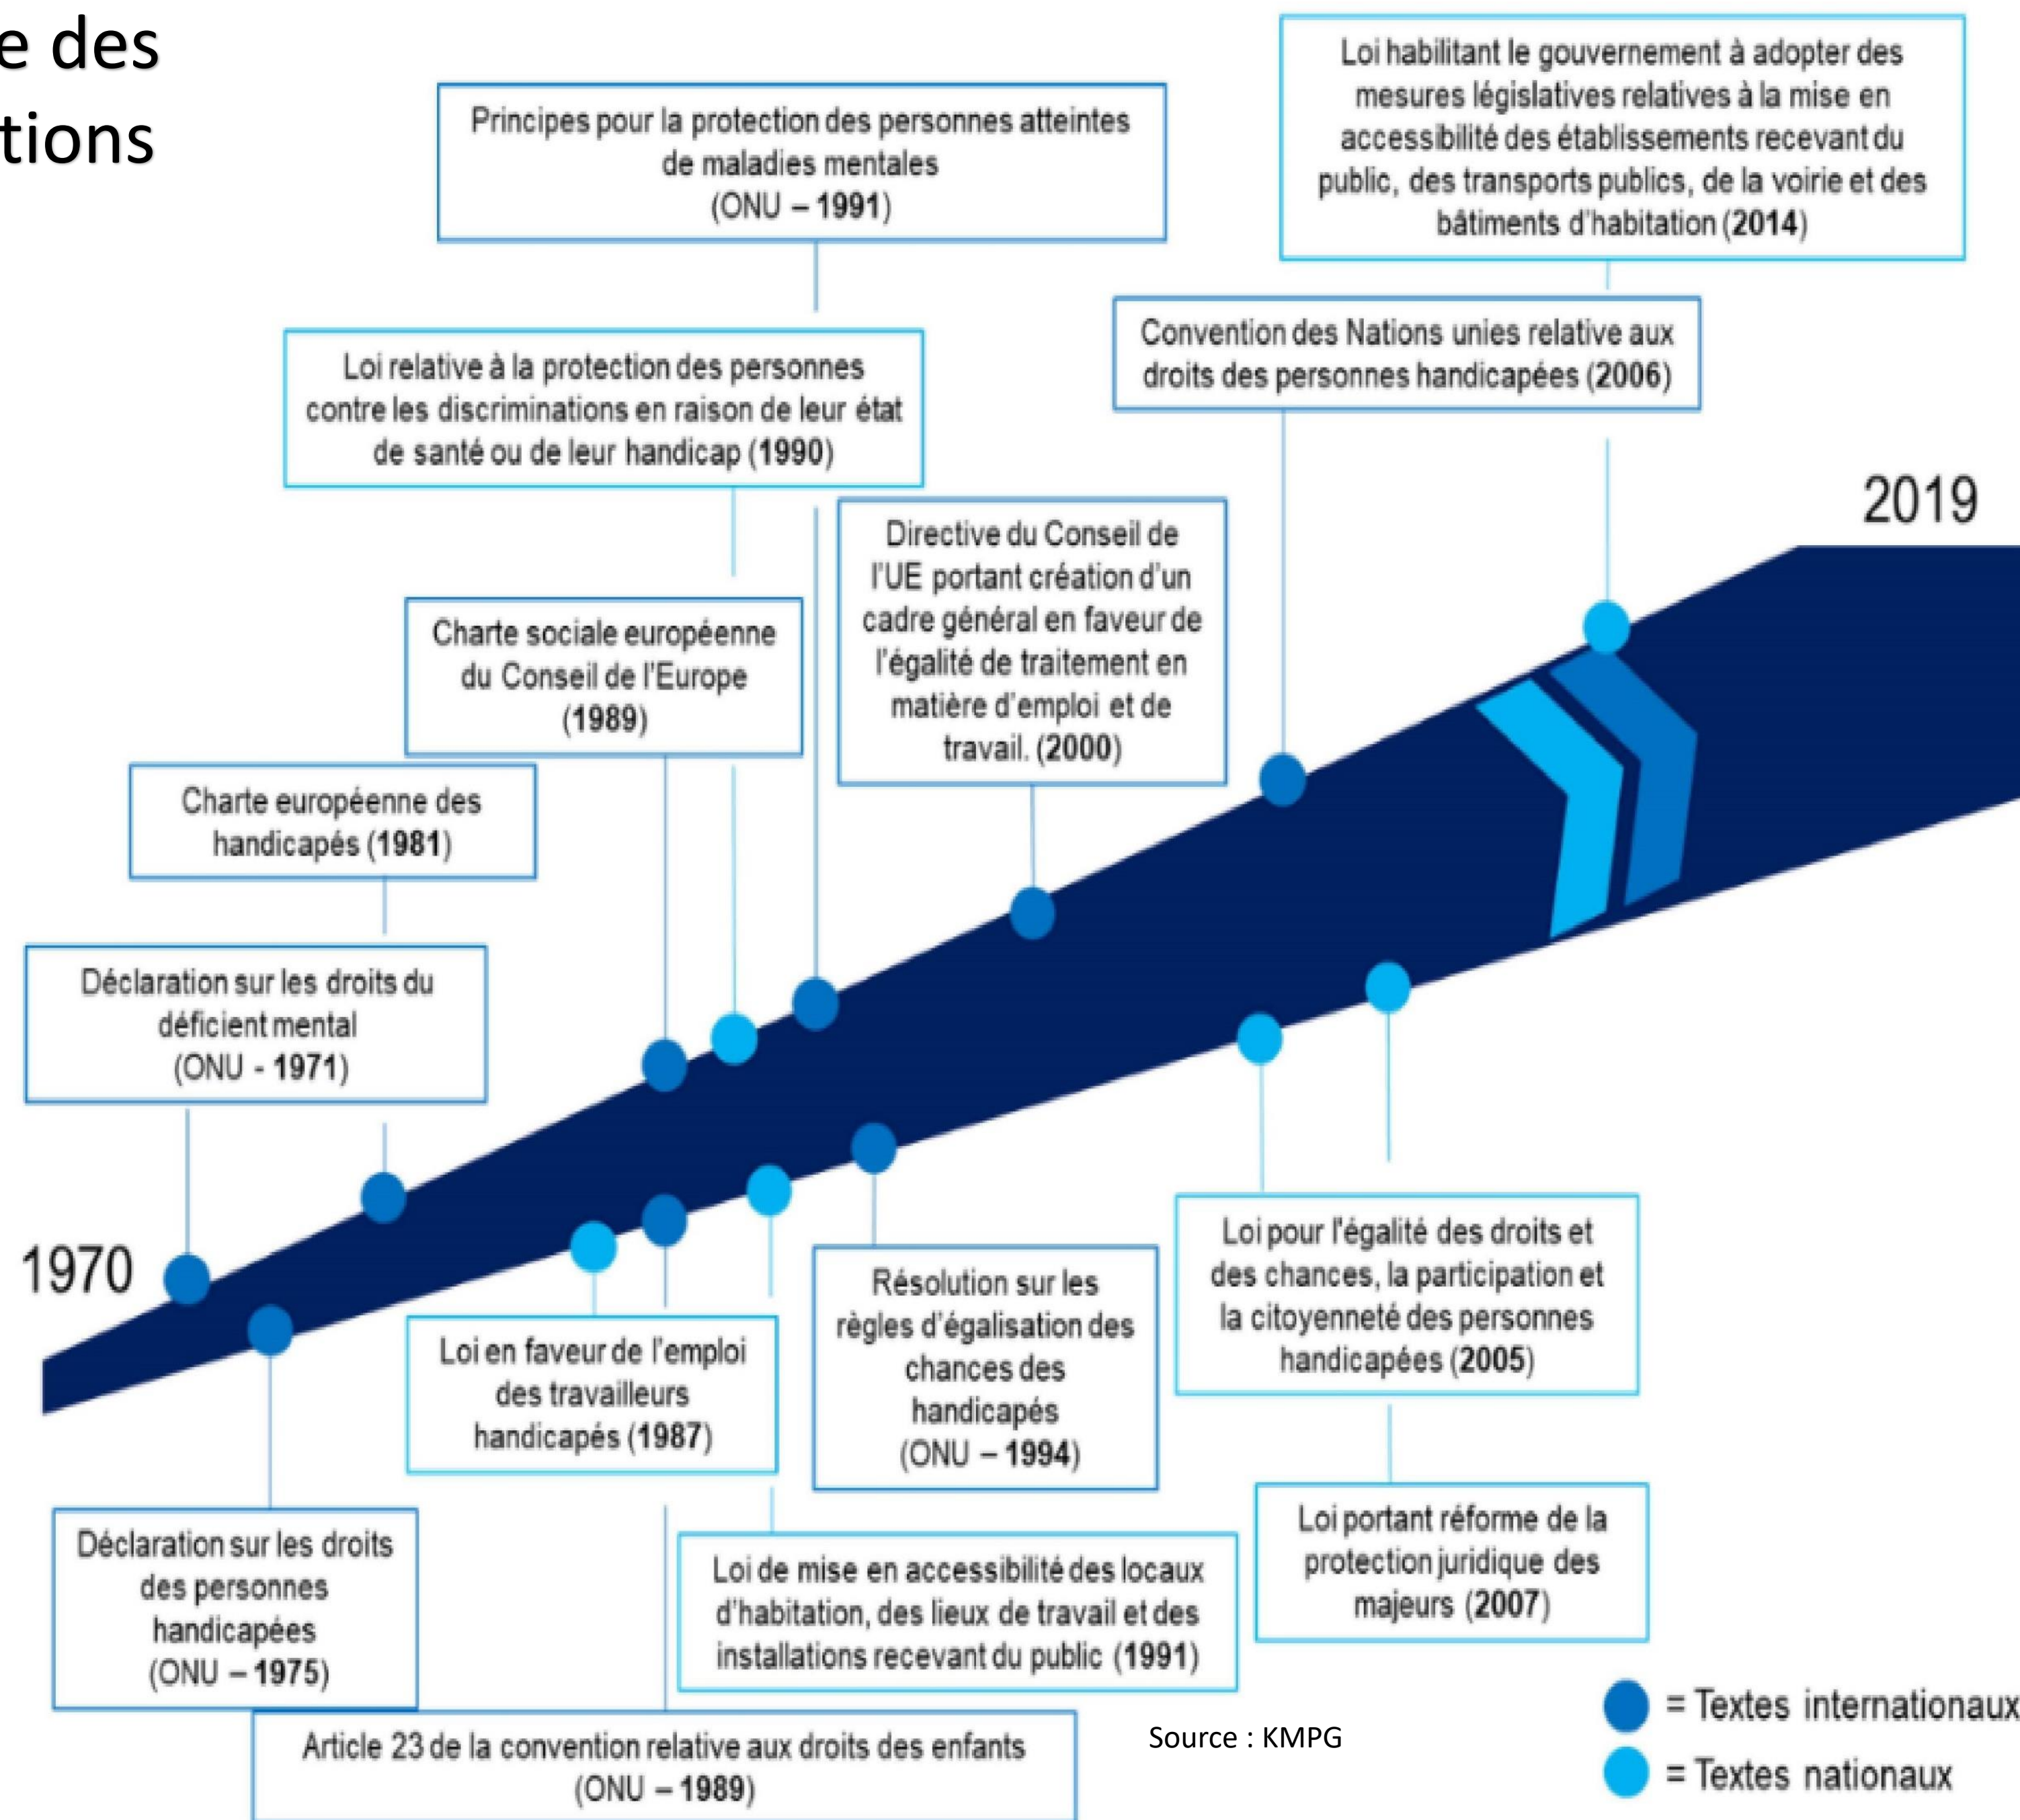 e des
tions
Loi habilitant le gouvernement à adopter des
mesures législatives relatives à la mise en
accessibilité des établissements recevant du
public, des transports publics, de la voirie et des
bâtiments d'habitation (2014)
Principes pour la protection des personnes atteintes
de maladies mentales
(ONU – 1991)
Convention des Nations unies relative aux
droits des personnes handicapées (2006)
Loi relative à la protection des personnes
contre les discriminations en raison de leur état
de santé ou de leur handicap (1990)
2019
Directive du Conseil de
l'UE portant création d'un
cadre général en faveur de
l'égalité de traitement en
matière d'emploi et de
travail. (2000)
Charte sociale européenne
du Conseil de l'Europe
(1989)
Charte européenne des
handicapés (1981)
Déclaration sur les droits du
déficient mental
(ONU - 1971)
1970
Loi en faveur de l'emploi
des travailleurs
handicapés (1987)
Résolution sur les
règles d'égalisation des
chances des
handicapés
(ONU – 1994)
Loi pour l'égalité des droits et
des chances, la participation et
la citoyenneté des personnes
handicapées (2005)
Déclaration sur les droits
des personnes
handicapées
(ONU – 1975)
Loi de mise en accessibilité des locaux
d'habitation, des lieux de travail et des
installations recevant du public (1991)
Loi portant réforme de la
protection juridique des
majeurs (2007)
Article 23 de la convention relative aux droits des enfants
(ONU – 1989)
Source : KMPG
= Textes internationaux
= Textes nationaux